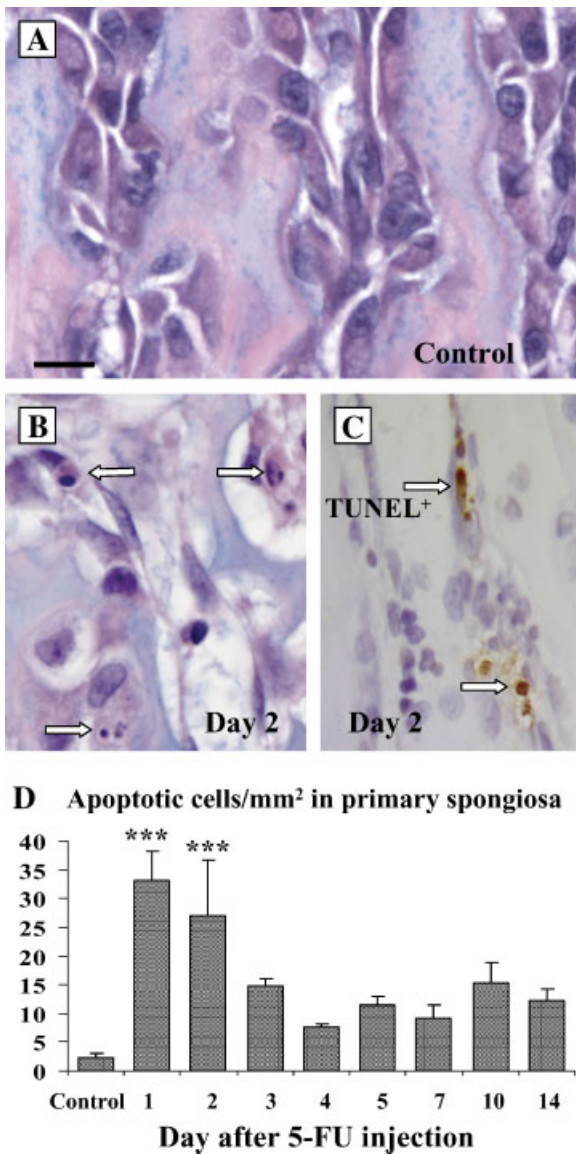 A
Control
B
Day 2
C
TUNEL⁺
Day 2
D Apoptotic cells/mm² in primary spongiosa
40
35
30
25
20
15
10
5
0
***
***
Control 1 2 3 4 5 7 10 14
Day after 5-FU injection